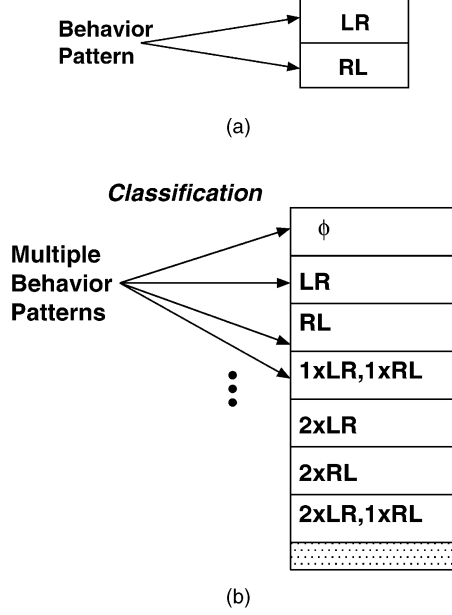 Behavior
Pattern
LR
RL
(a)
Classification
Multiple
Behavior
Patterns
ϕ
LR
RL
1xLR,1xRL
2xLR
2xRL
2xLR,1xRL
(b)